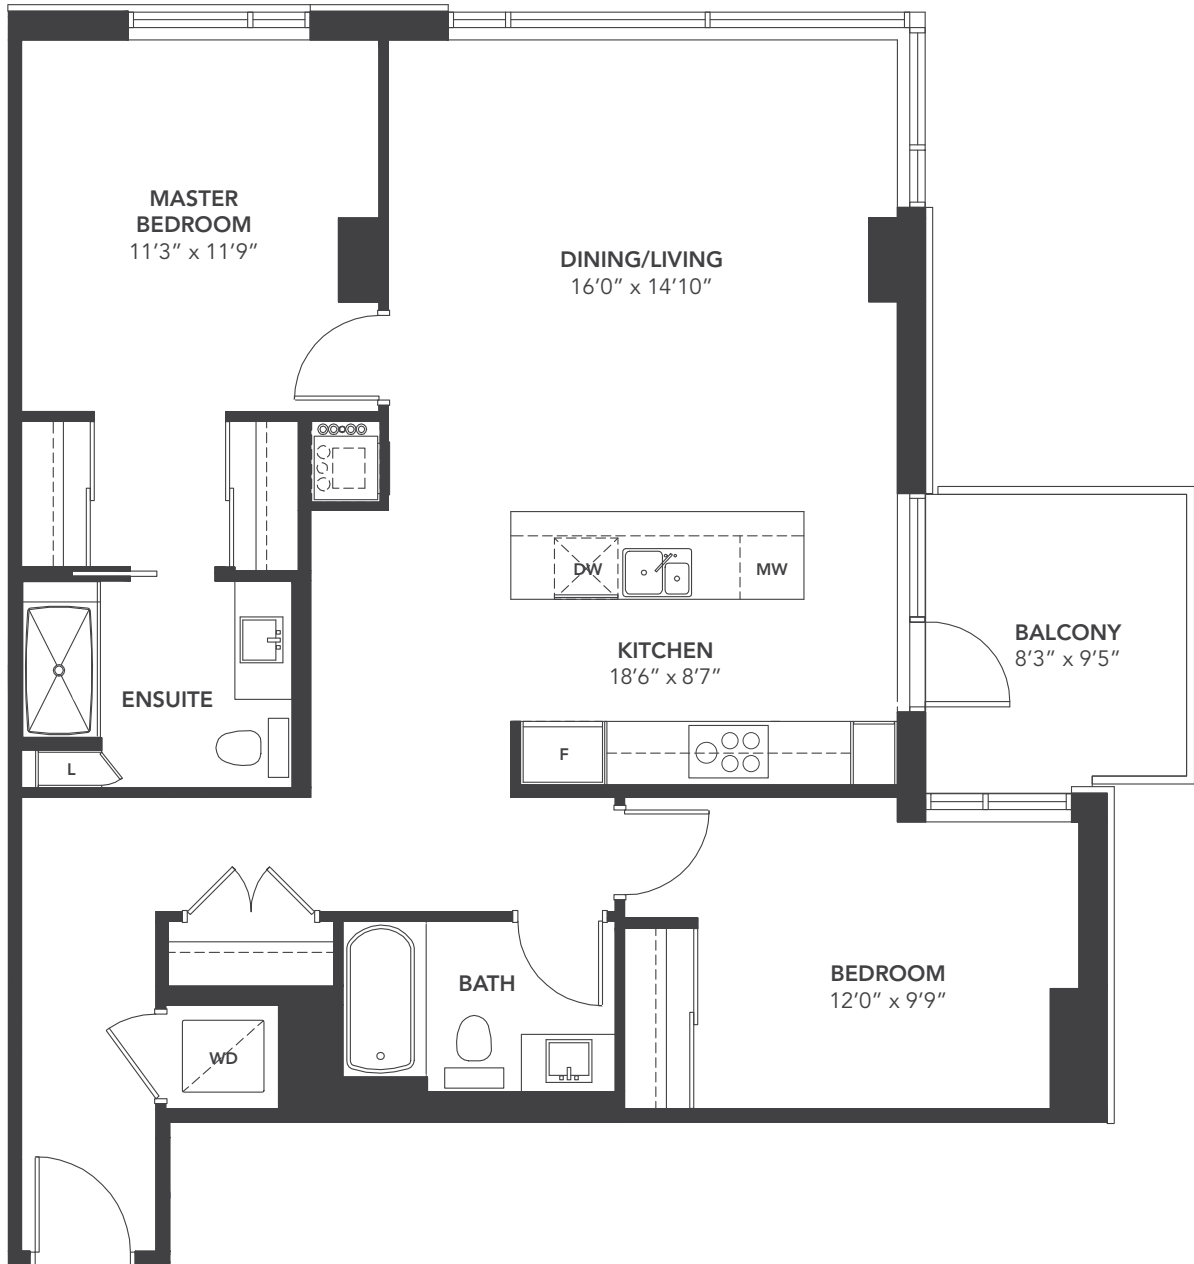 MASTER
BEDROOM
11’3” x 11’9”
DINING/LIVING
16’0” x 14’10”
DW
MW
KITCHEN
18’6” x 8’7”
BALCONY
8’3” x 9’5”
ENSUITE
L
F
BEDROOM
12’0” x 9’9”
BATH
WD